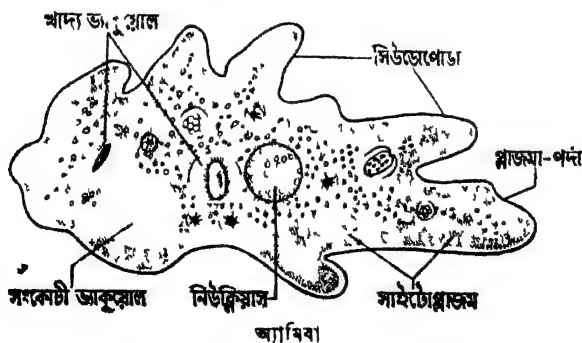 খাদ্য ভ্যাকুয়োল
সিউডোপোডা
প্লাজমা-পর্দা
সংকোচী ভ্যাকুয়োল
নিউক্লিয়াস
সাইটোপ্লাজম
অ্যামিবা